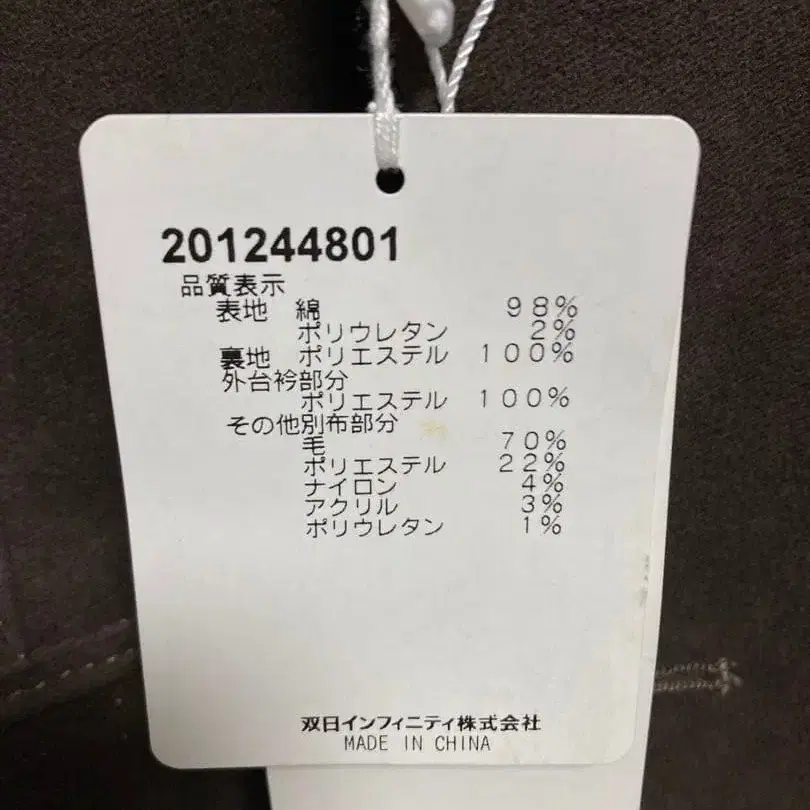 201244801
品質表示
表地 綿 98%
ポリウレタン 2%
裏地 ポリエステル 100%
外台衿部分
ポリエステル 100%
その他別布部分
毛 70%
ポリエステル 22%
ナイロン 4%
アクリル 3%
ポリウレタン 1%
双日インフィニティ株式会社
MADE IN CHINA